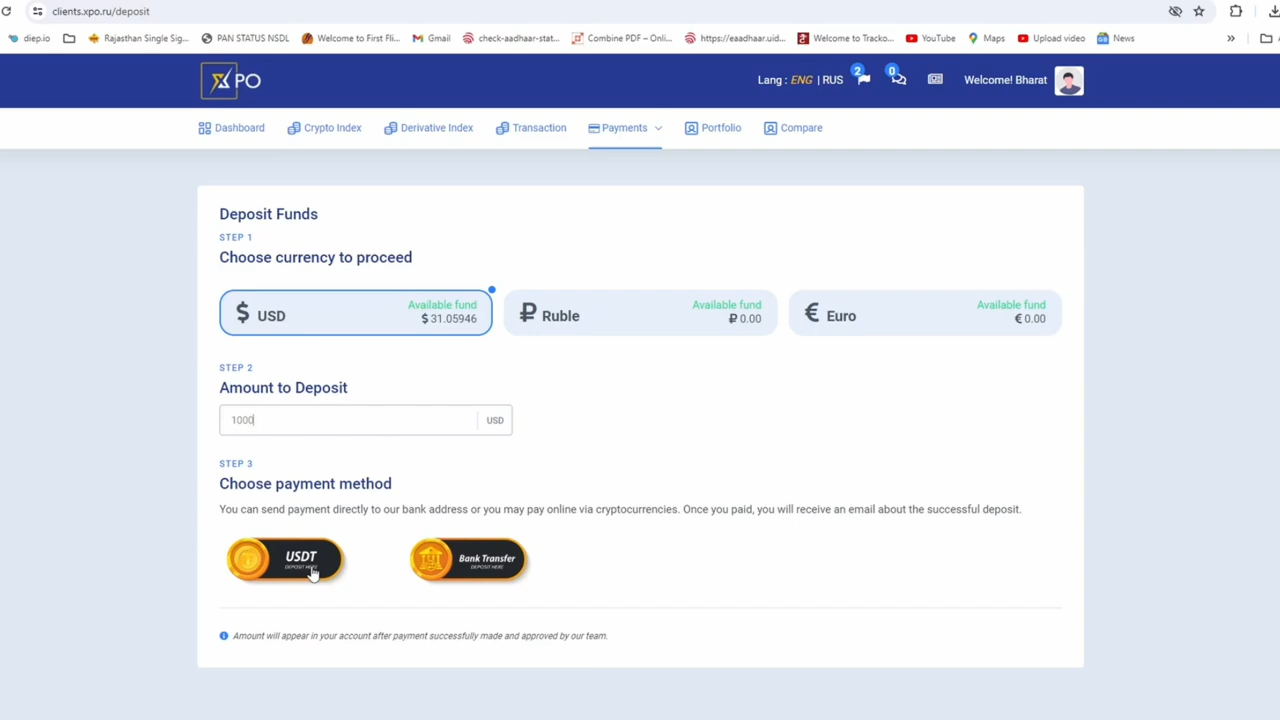 clients.xpo.ru/deposit
diep.io
Rajasthan Single Sig...
PAN STATUS NSDL
Welcome to First Fli...
Gmail
check-aadhaar-stat...
Combine PDF – Onli...
https://eaadhaar.uid...
Welcome to Tracko...
YouTube
Maps
Upload video
News
»
XPO
Lang : ENG | RUS
2
0
Welcome! Bharat
Dashboard
Crypto Index
Derivative Index
Transaction
Payments
Portfolio
Compare
Deposit Funds
STEP 1
Choose currency to proceed
$ USD
Available fund
$ 31.05946
₽ Ruble
Available fund
₽ 0.00
€ Euro
Available fund
€ 0.00
STEP 2
Amount to Deposit
1000
USD
STEP 3
Choose payment method
You can send payment directly to our bank address or you may pay online via cryptocurrencies. Once you paid, you will receive an email about the successful deposit.
USDT
DEPOSIT HERE
Bank Transfer
DEPOSIT HERE
Amount will appear in your account after payment successfully made and approved by our team.